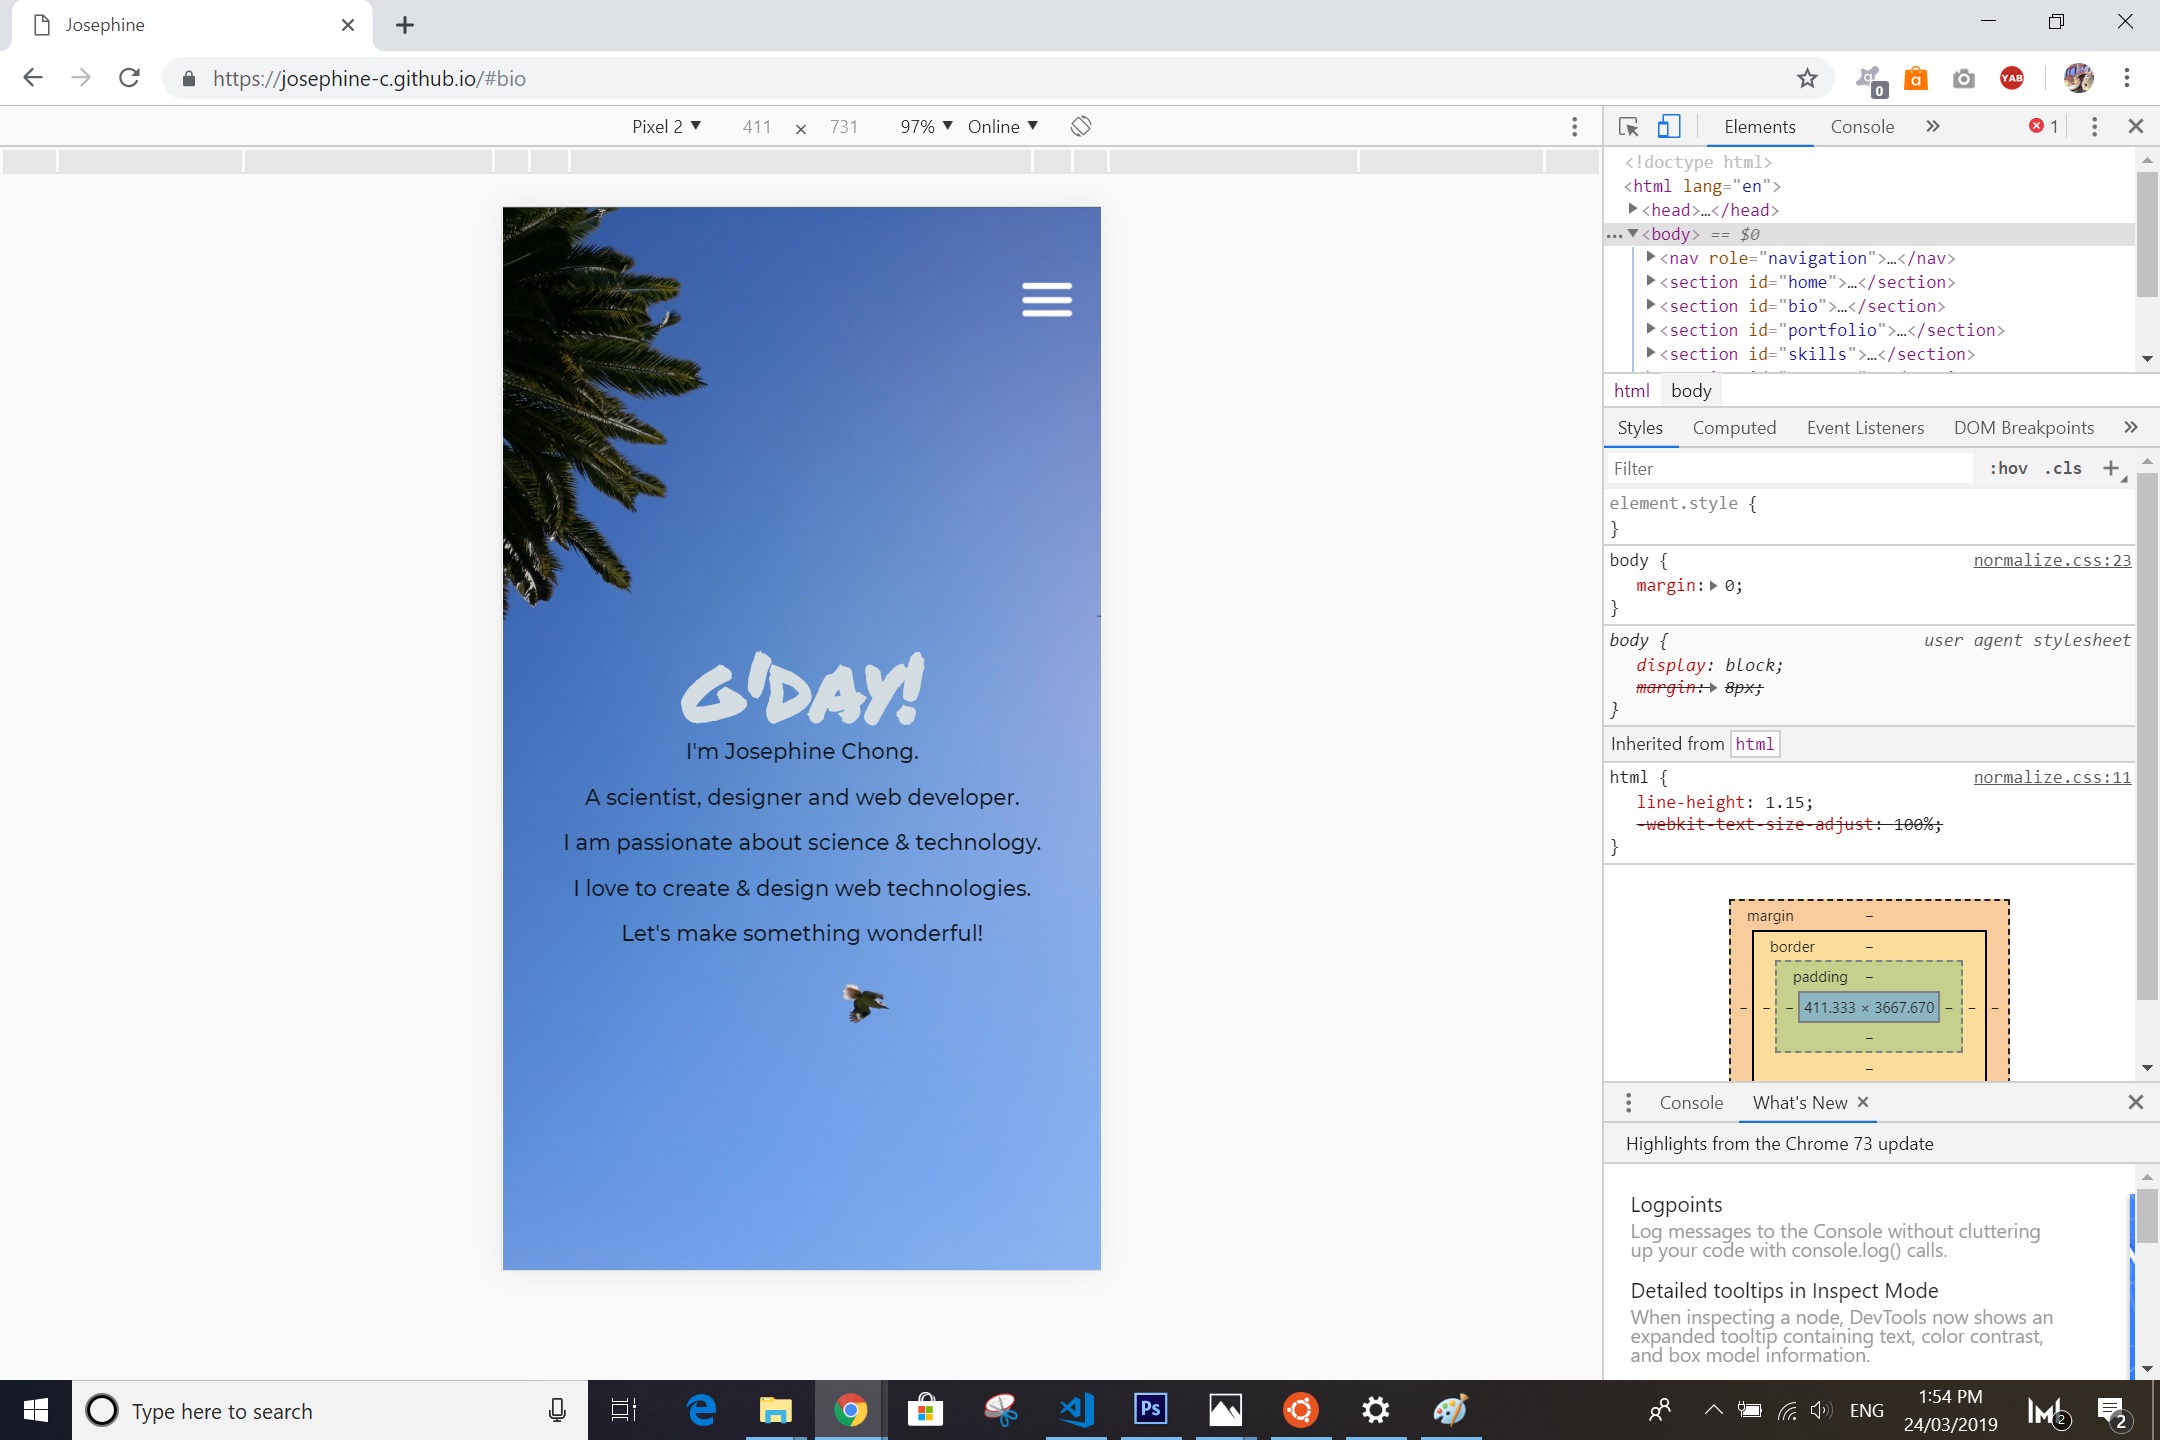 Josephine
https://josephine-c.github.io/#bio
0
a
YAB
Pixel 2 ▼ 411 × 731 97% ▼ Online ▼
Elements Console » 1
<!doctype html>
<html lang="en">
<head>…</head>
… <body> == $0
<nav role="navigation">…</nav>
<section id="home">…</section>
<section id="bio">…</section>
<section id="portfolio">…</section>
<section id="skills">…</section>
html body
Styles Computed Event Listeners DOM Breakpoints »
Filter :hov .cls +
element.style {
}
body { normalize.css:23
margin: 0;
}
body { user agent stylesheet
display: block;
margin: 8px;
}
Inherited from html
html { normalize.css:11
line-height: 1.15;
-webkit-text-size-adjust: 100%;
}
margin –
border –
padding –
– – – 411.333 × 3667.670 – – –
–
–
G'DAY!
I'm Josephine Chong.
A scientist, designer and web developer.
I am passionate about science & technology.
I love to create & design web technologies.
Let's make something wonderful!
Console What's New
Highlights from the Chrome 73 update
Logpoints
Log messages to the Console without cluttering
up your code with console.log() calls.
Detailed tooltips in Inspect Mode
When inspecting a node, DevTools now shows an
expanded tooltip containing text, color contrast,
and box model information.
Type here to search
Ps
ENG
1:54 PM
24/03/2019
2
2